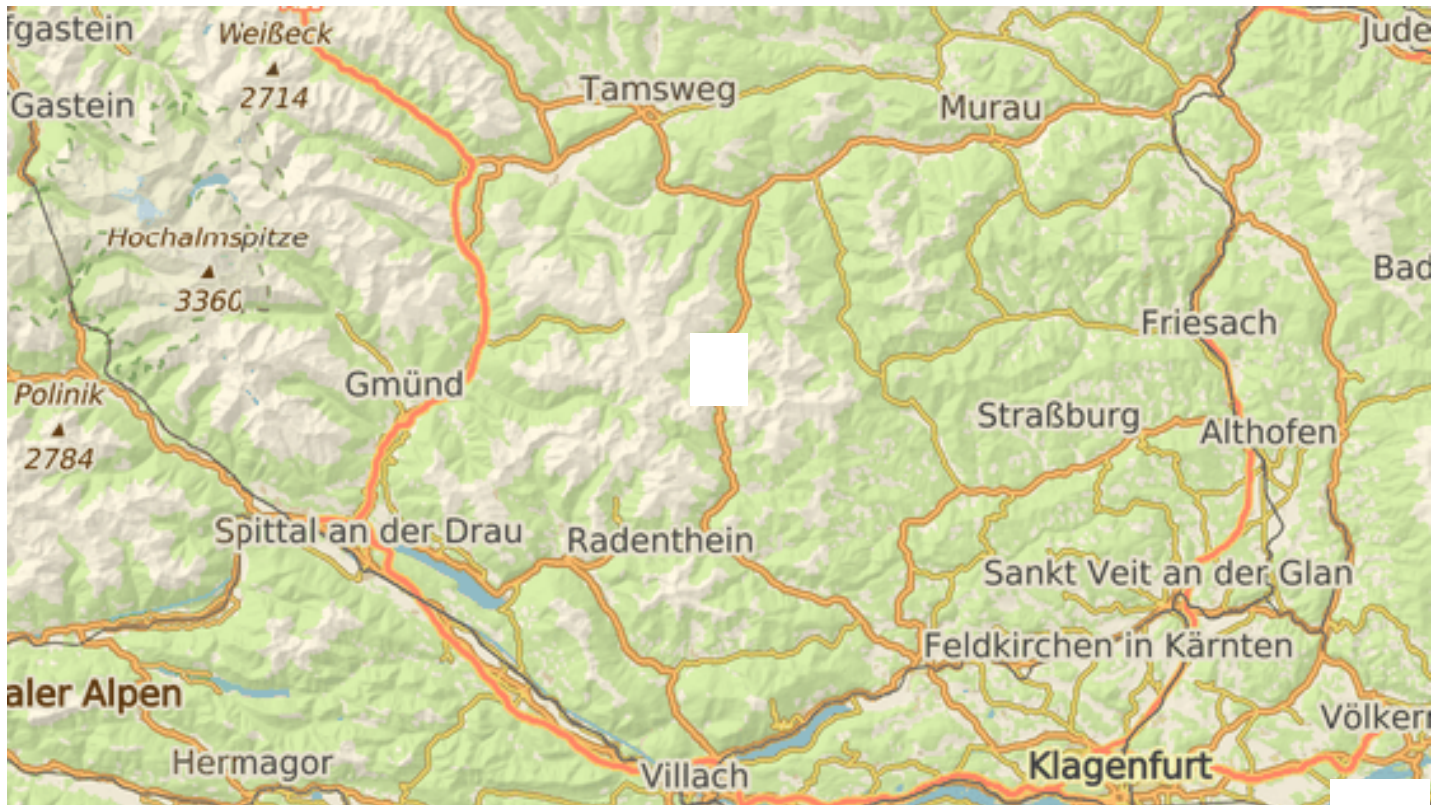 fgastein
Weißeck
2714
Jude
Gastein
Tamsweg
Murau
Hochalmspitze
3360
Bad
Friesach
Gmünd
Polinik
2784
Straßburg
Althofen
Spittal an der Drau
Radenthein
Sankt Veit an der Glan
Feldkirchen in Kärnten
aler Alpen
Völkerm
Hermagor
Villach
Klagenfurt